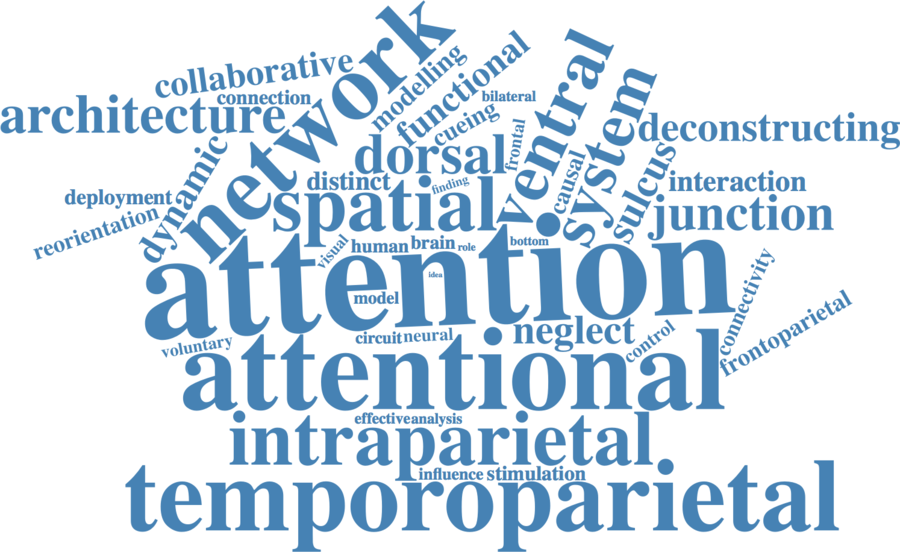 network
collaborative
modelling
functional
connection
architecture
bilateral
cueing
ventral
system
deconstructing
frontal
dynamic
dorsal
causal
sulcus
distinct
finding
interaction
deployment
spatial
junction
reorientation
visual
human
brain
role
bottom
attention
idea
model
connectivity
voluntary
circuit
neural
neglect
control
frontoparietal
attentional
effective
analysis
intraparietal
influence
stimulation
temporoparietal